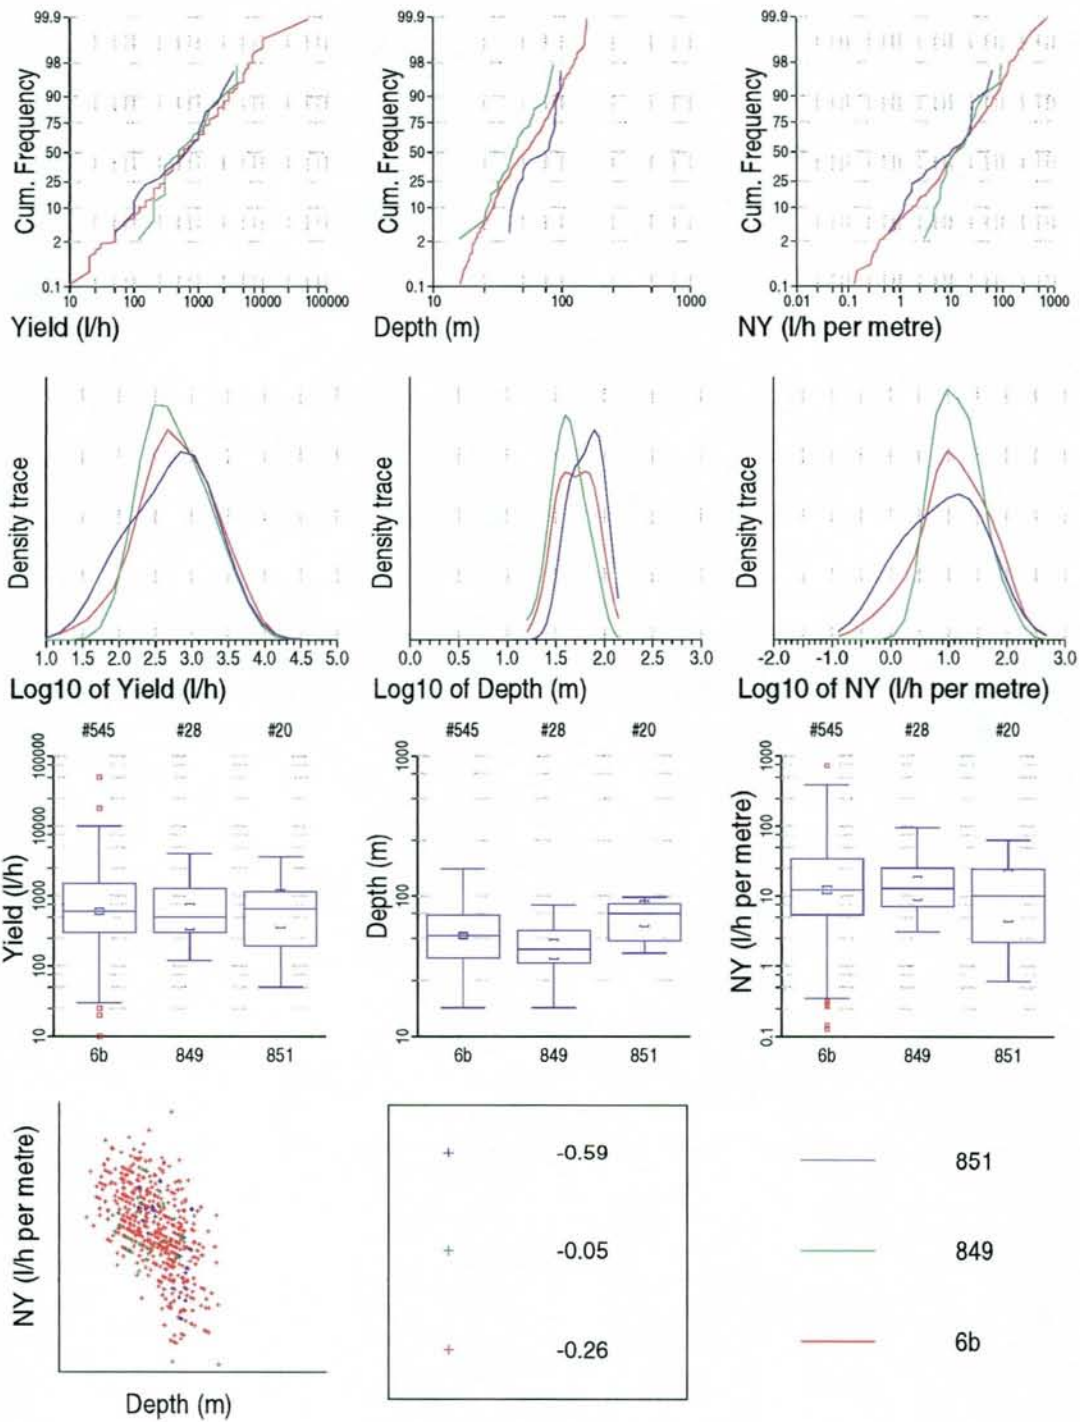 99.9 99.9 99.9
98 98 98
90 90 90
75 75 75
50 50 50
25 25 25
10 10 10
2 2 2
0.1 0.1 0.1
Cum. Frequency Cum. Frequency Cum. Frequency
10 100 1000 10000 100000 10 100 1000 0.01 0.1 1 10 100 1000
Yield (l/h) Depth (m) NY (l/h per metre)
Density trace Density trace Density trace
1.0 1.5 2.0 2.5 3.0 3.5 4.0 4.5 5.0 0.0 0.5 1.0 1.5 2.0 2.5 3.0 -2.0 -1.0 0.0 1.0 2.0 3.0
Log10 of Yield (l/h) Log10 of Depth (m) Log10 of NY (l/h per metre)
#545 #28 #20 #545 #28 #20 #545 #28 #20
Yield (l/h) Depth (m) NY (l/h per metre)
100000 1000 1000
10000 100
1000 100 10
100 1
10 10 0.1
6b 849 851 6b 849 851 6b 849 851
NY (l/h per metre)
-0.59 851
-0.05 849
-0.26 6b
Depth (m)